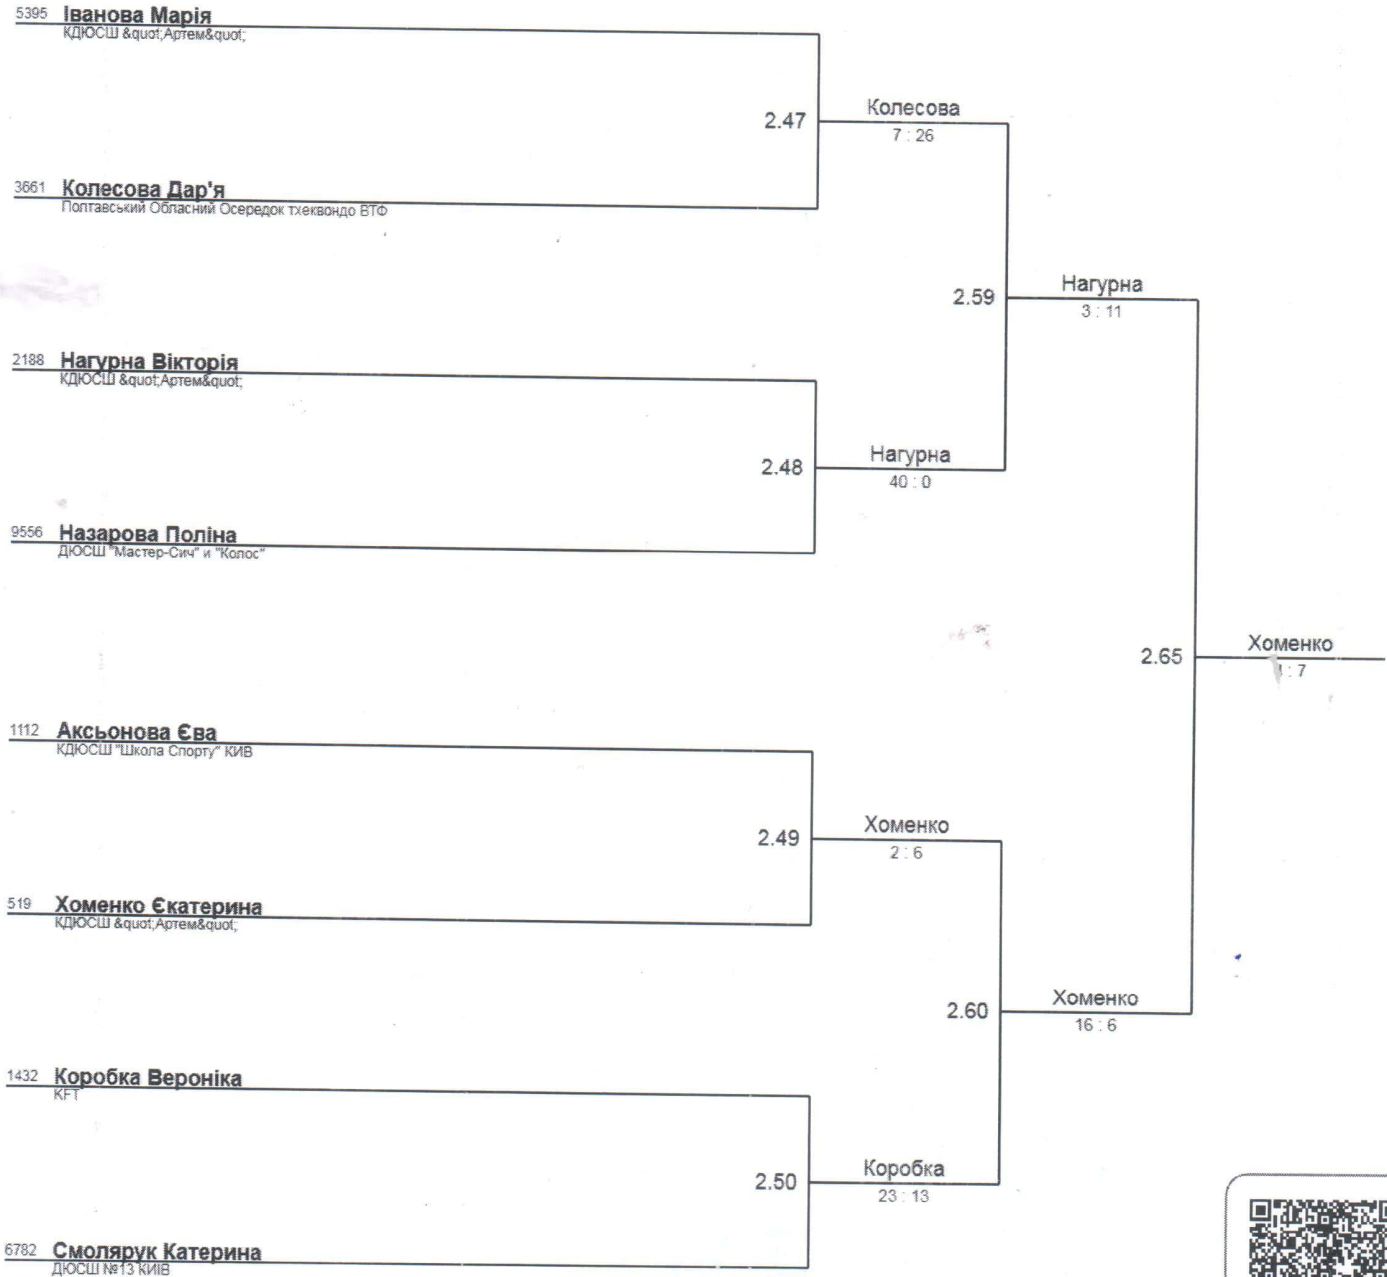 5395 Іванова Марія
КДЮСШ &quot;Артем&quot;
2.47
Колесова
7 : 26
3661 Колесова Дар'я
Полтавський Обласний Осередок тхеквондо ВТФ
2.59
Нагурна
3 : 11
2188 Нагурна Вікторія
КДЮСШ &quot;Артем&quot;
2.48
Нагурна
40 : 0
9556 Назарова Поліна
ДЮСШ "Мастер-Сич" и "Колос"
2.65
Хоменко
: 7
1112 Аксьонова Єва
КДЮСШ "Школа Спорту" КИВ
2.49
Хоменко
2 : 6
519 Хоменко Єкатерина
КДЮСШ &quot;Артем&quot;
2.60
Хоменко
16 : 6
1432 Коробка Вероніка
KFT
2.50
Коробка
23 : 13
6782 Смолярук Катерина
ДЮСШ №13 КИІВ